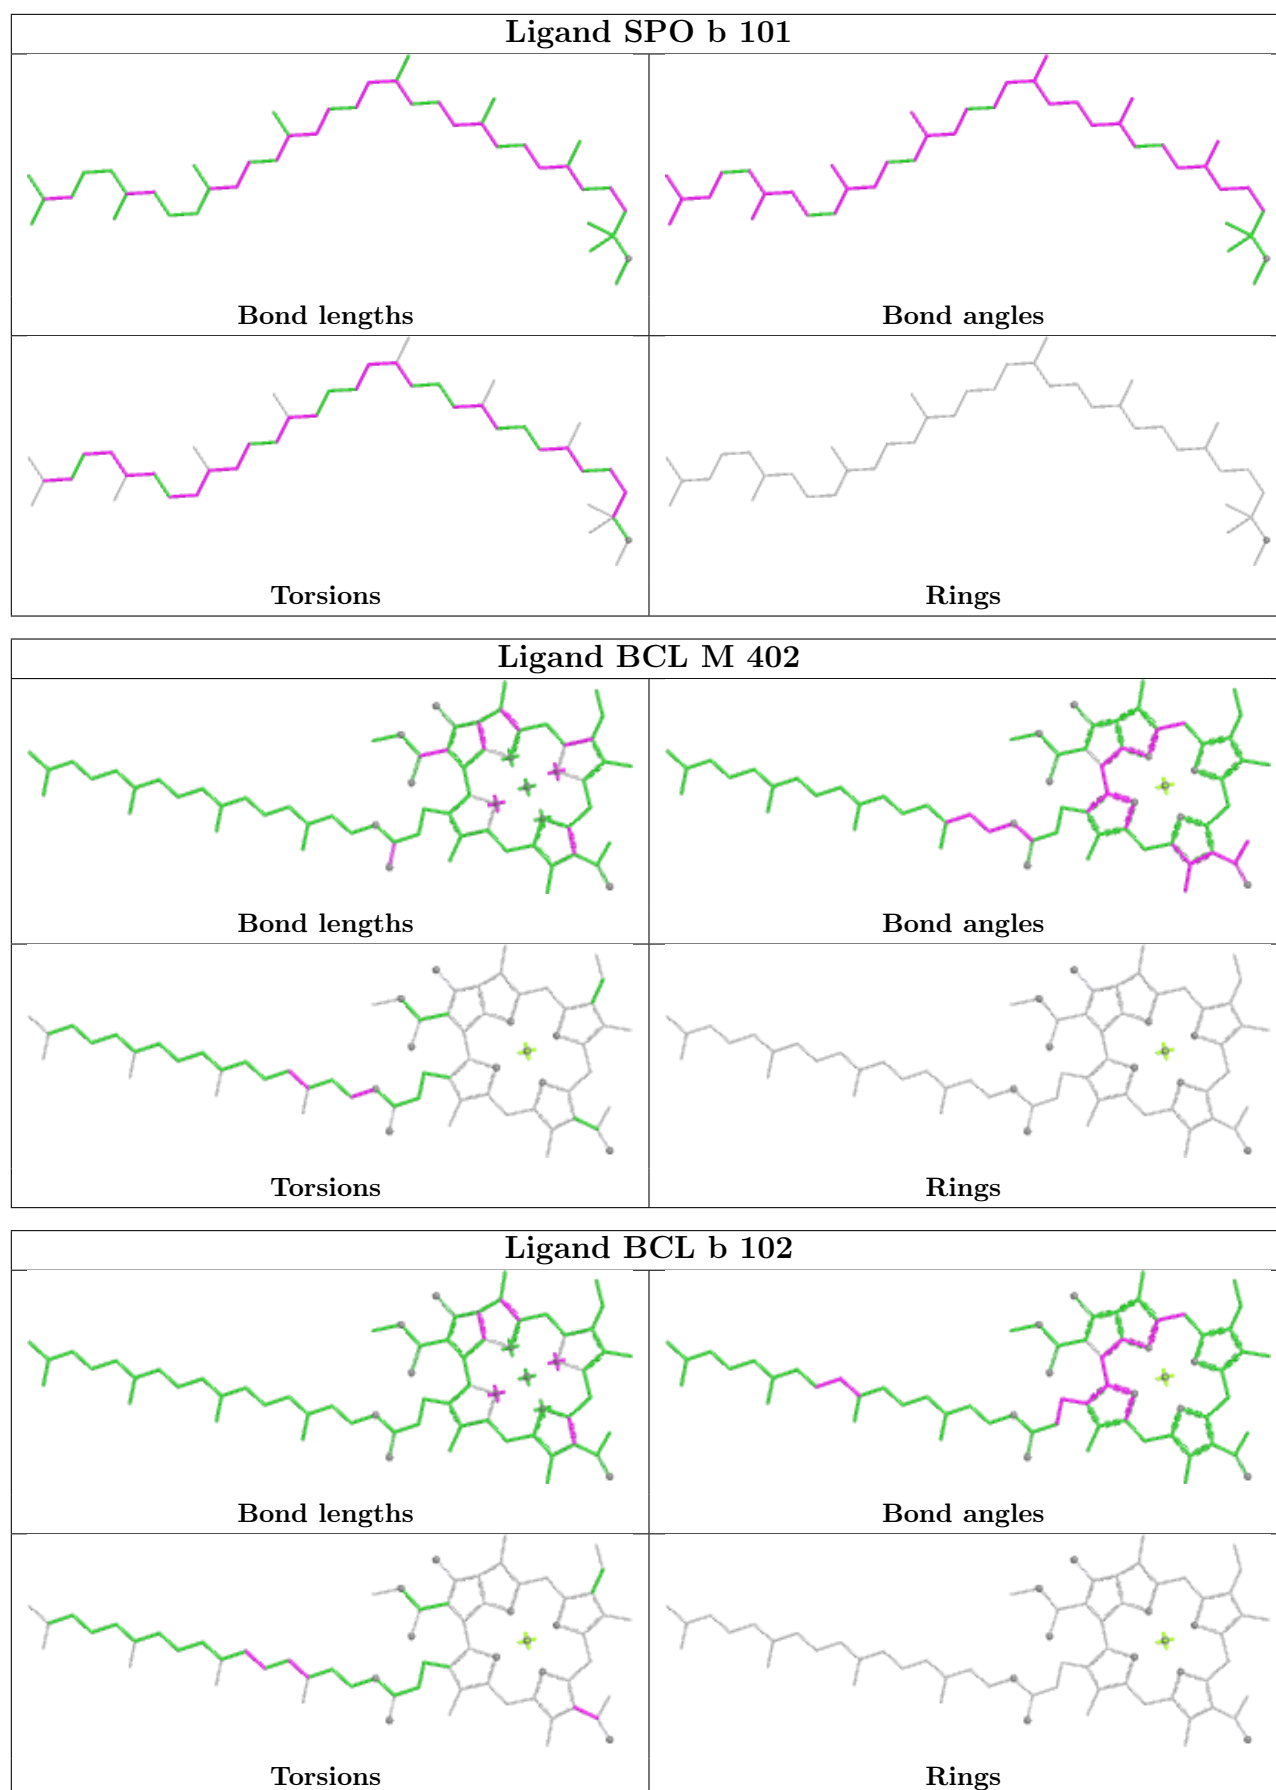 Ligand SPO b 101
Bond lengths
Bond angles
Torsions
Rings
Ligand BCL M 402
Bond lengths
Bond angles
Torsions
Rings
Ligand BCL b 102
Bond lengths
Bond angles
Torsions
Rings